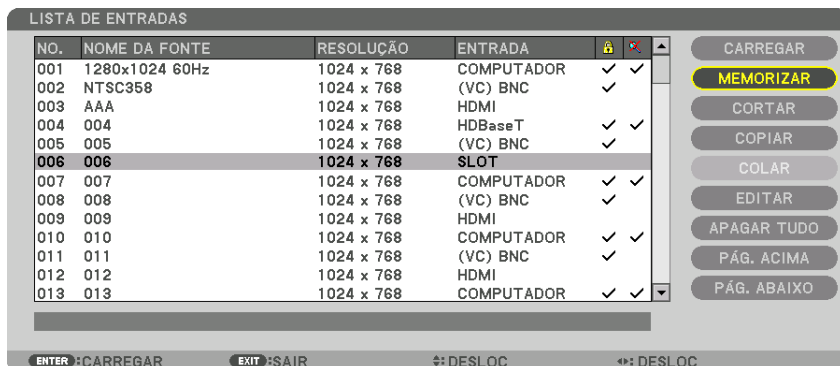 LISTA DE ENTRADAS
NO. NOME DA FONTE RESOLUÇÃO ENTRADA
001 1280x1024 60Hz 1024 x 768 COMPUTADOR ✓ ✓
002 NTSC358 1024 x 768 (VC) BNC ✓
003 AAA 1024 x 768 HDMI
004 004 1024 x 768 HDBaseT ✓ ✓
005 005 1024 x 768 (VC) BNC ✓
006 006 1024 x 768 SLOT
007 007 1024 x 768 COMPUTADOR ✓ ✓
008 008 1024 x 768 (VC) BNC ✓
009 009 1024 x 768 HDMI
010 010 1024 x 768 COMPUTADOR ✓ ✓
011 011 1024 x 768 (VC) BNC ✓
012 012 1024 x 768 HDMI
013 013 1024 x 768 COMPUTADOR ✓ ✓
CARREGAR
MEMORIZAR
CORTAR
COPIAR
COLAR
EDITAR
APAGAR TUDO
PÁG. ACIMA
PÁG. ABAIXO
ENTER :CARREGAR EXIT :SAIR :DESLOC :DESLOC